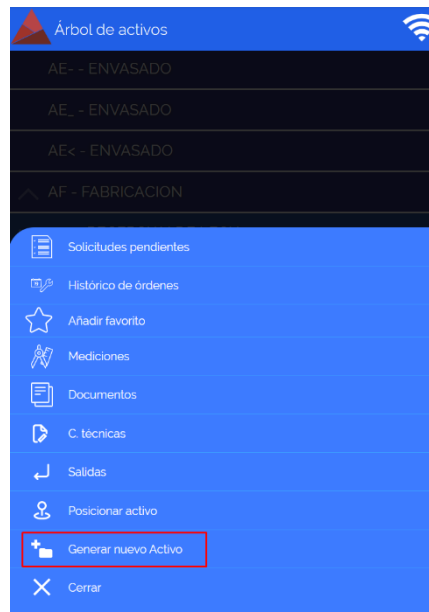 Árbol de activos
AE- - ENVASADO
AE_ - ENVASADO
AE< - ENVASADO
AF - FABRICACION
Solicitudes pendientes
Histórico de órdenes
Añadir favorito
Mediciones
Documentos
C. técnicas
Salidas
Posicionar activo
Generar nuevo Activo
Cerrar